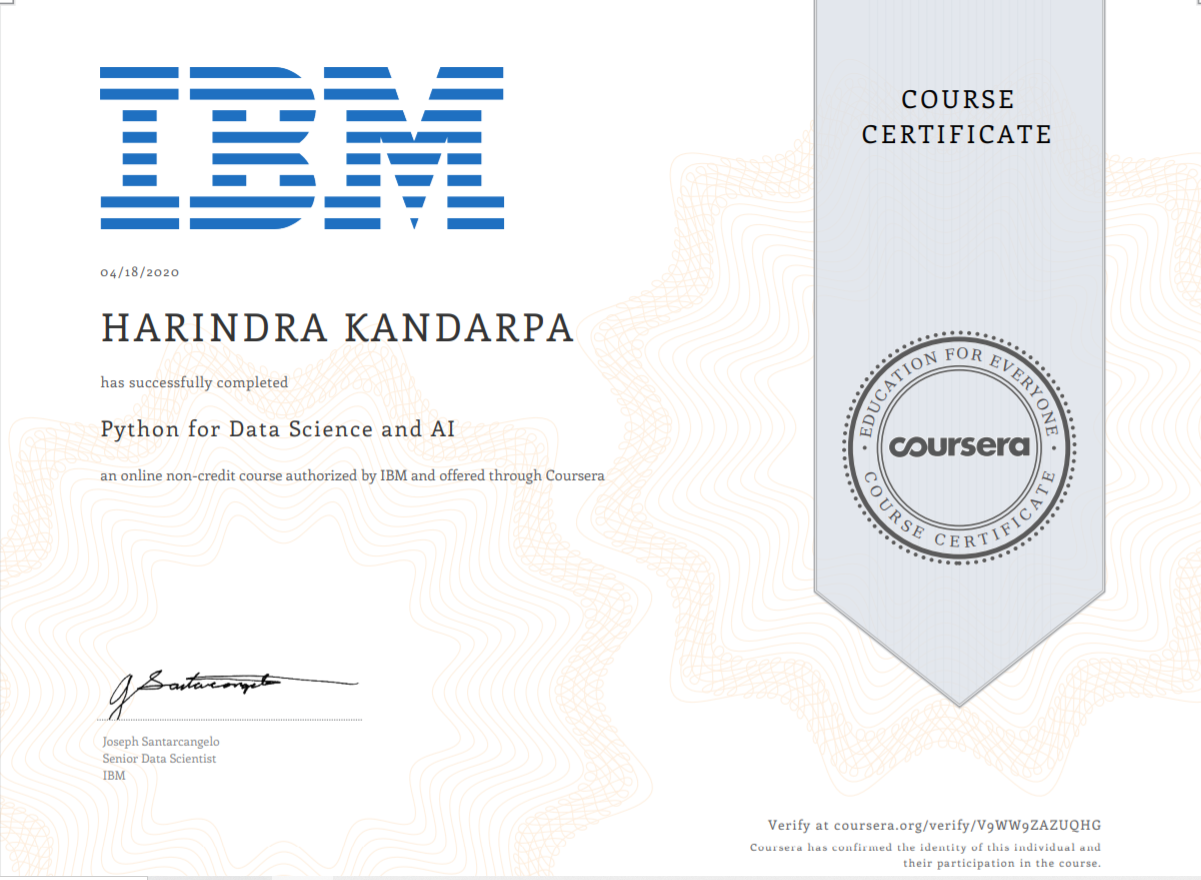 IBM
COURSE
CERTIFICATE
04/18/2020
HARINDRA KANDARPA
has successfully completed
Python for Data Science and AI
an online non-credit course authorized by IBM and offered through Coursera
EDUCATION FOR EVERYONE
coursera
COURSE CERTIFICATE
J Santarcangelo
Joseph Santarcangelo
Senior Data Scientist
IBM
Verify at coursera.org/verify/V9WW9ZAZUQHG
Coursera has confirmed the identity of this individual and
their participation in the course.